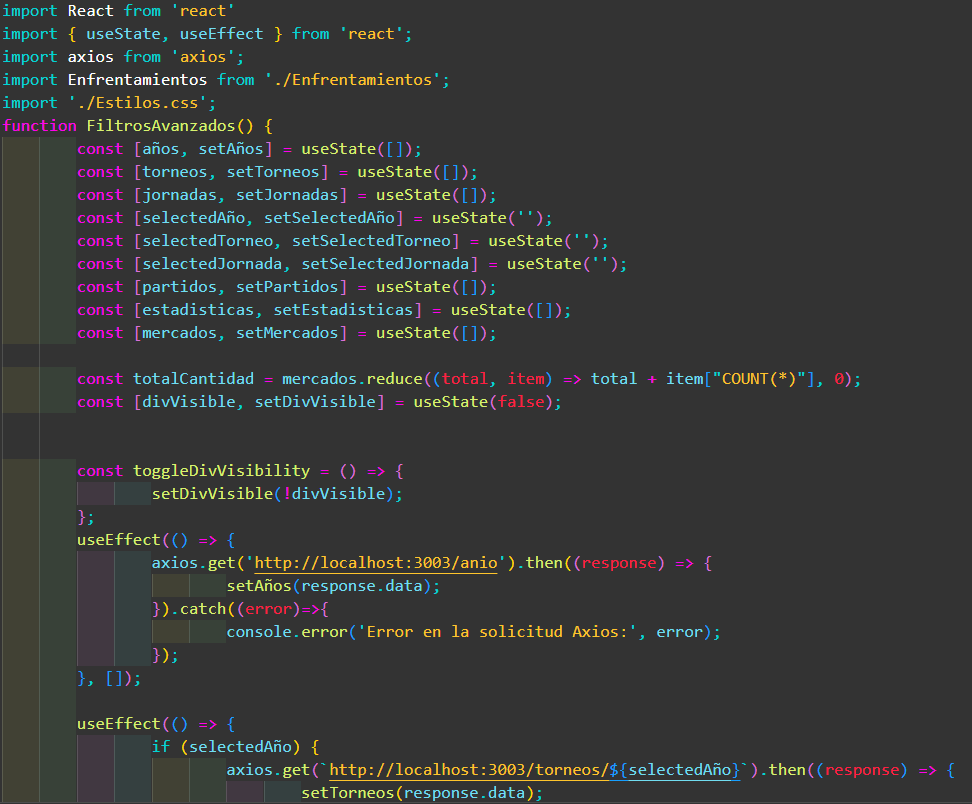 import React from 'react'
import { useState, useEffect } from 'react';
import axios from 'axios';
import Enfrentamientos from './Enfrentamientos';
import './Estilos.css';
function FiltrosAvanzados() {
const [años, setAños] = useState([]);
const [torneos, setTorneos] = useState([]);
const [jornadas, setJornadas] = useState([]);
const [selectedAño, setSelectedAño] = useState('');
const [selectedTorneo, setSelectedTorneo] = useState('');
const [selectedJornada, setSelectedJornada] = useState('');
const [partidos, setPartidos] = useState([]);
const [estadisticas, setEstadisticas] = useState([]);
const [mercados, setMercados] = useState([]);
const totalCantidad = mercados.reduce((total, item) => total + item["COUNT(*)"], 0);
const [divVisible, setDivVisible] = useState(false);
const toggleDivVisibility = () => {
setDivVisible(!divVisible);
};
useEffect(() => {
axios.get('http://localhost:3003/anio').then((response) => {
setAños(response.data);
}).catch((error)=>{
console.error('Error en la solicitud Axios:', error);
});
}, []);
useEffect(() => {
if (selectedAño) {
axios.get(`http://localhost:3003/torneos/${selectedAño}`).then((response) => {
setTorneos(response.data);